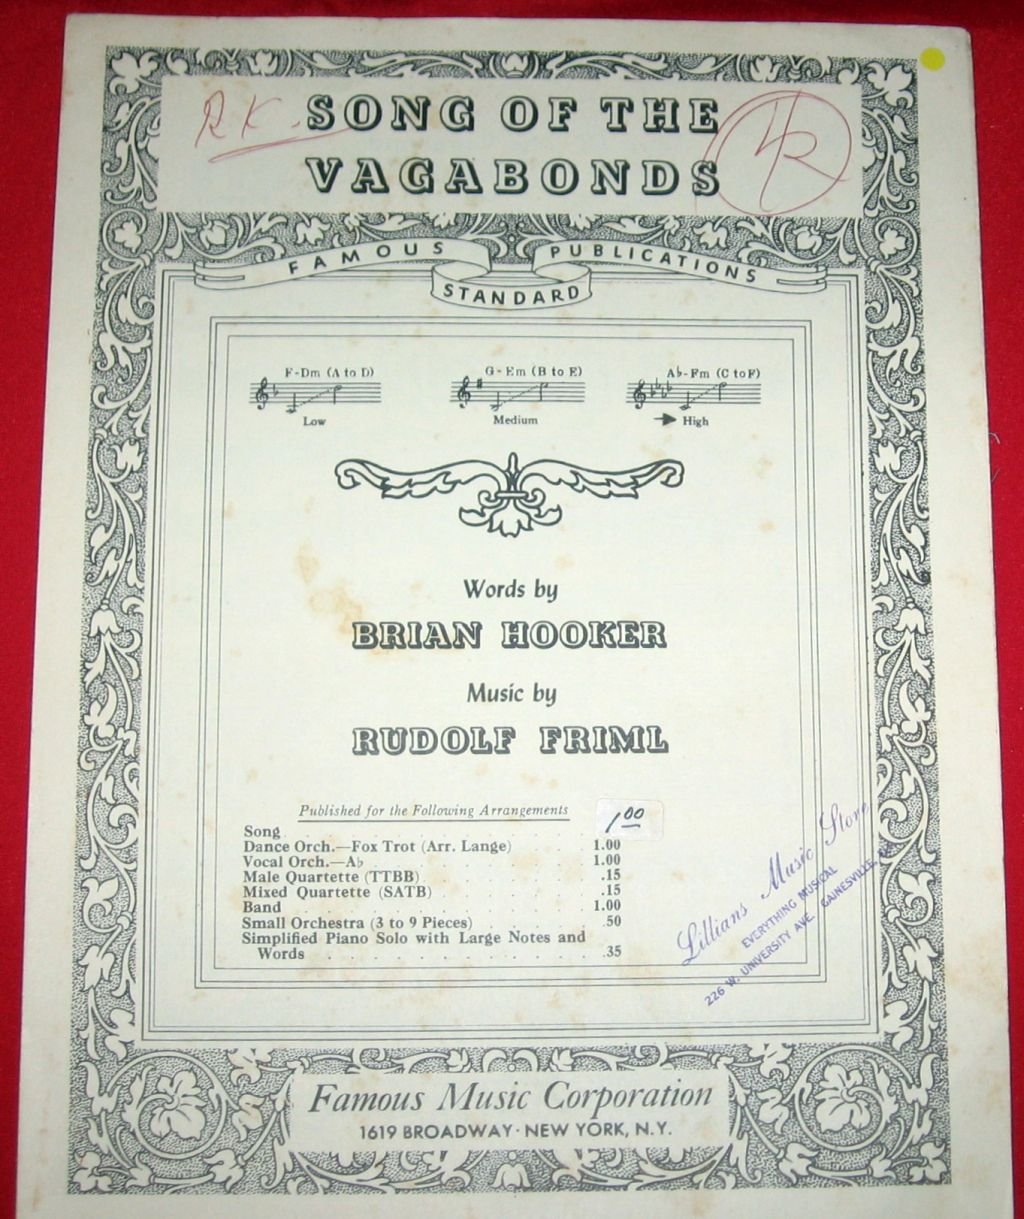 R K.
SONG OF THE
VAGABONDS
FAMOUS STANDARD PUBLICATIONS
F-Dm (A to D)
Low
G-Em (B to E)
Medium
A♭-Fm (C to F)
High
Words by
BRIAN HOOKER
Music by
RUDOLF FRIML
Published for the Following Arrangements
Song . 1.00
Dance Orch.—Fox Trot (Arr. Lange) . . . . . 1.00
Vocal Orch.—A♭ . . . . . . . . . . 1.00
Male Quartette (TTBB) . . . . . . . . .15
Mixed Quartette (SATB) . . . . . . . .15
Band . . . . . . . . . . . . 1.00
Small Orchestra (3 to 9 Pieces) . . . . . . .50
Simplified Piano Solo with Large Notes and
Words . . . . . . . . . . . .35
Lillians Music Store
EVERYTHING MUSICAL
226 W. UNIVERSITY AVE. GAINESVILLE,
Famous Music Corporation
1619 BROADWAY · NEW YORK, N.Y.